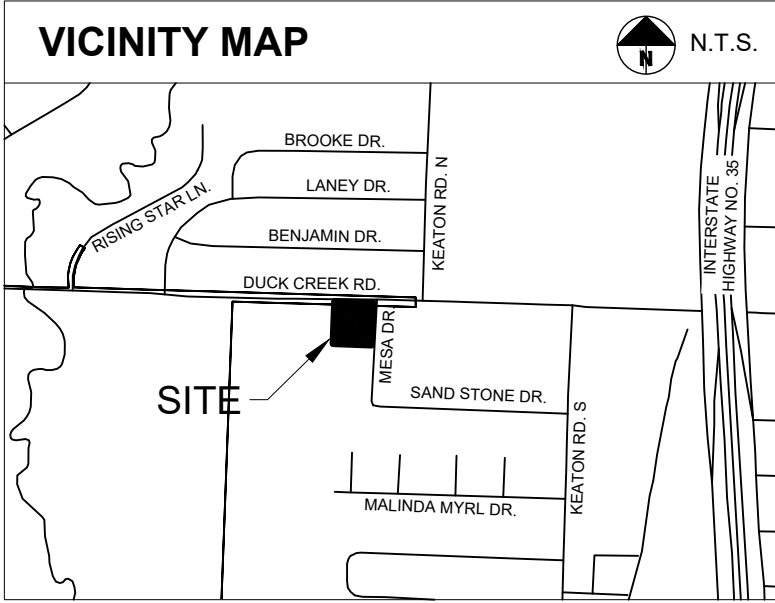 VICINITY MAP
N
N.T.S.
BROOKE DR.
LANEY DR.
RISING STAR LN.
BENJAMIN DR.
KEATON RD. N
INTERSTATE
HIGHWAY NO. 35
DUCK CREEK RD.
MESA DR.
SITE
SAND STONE DR.
KEATON RD. S
MALINDA MYRL DR.